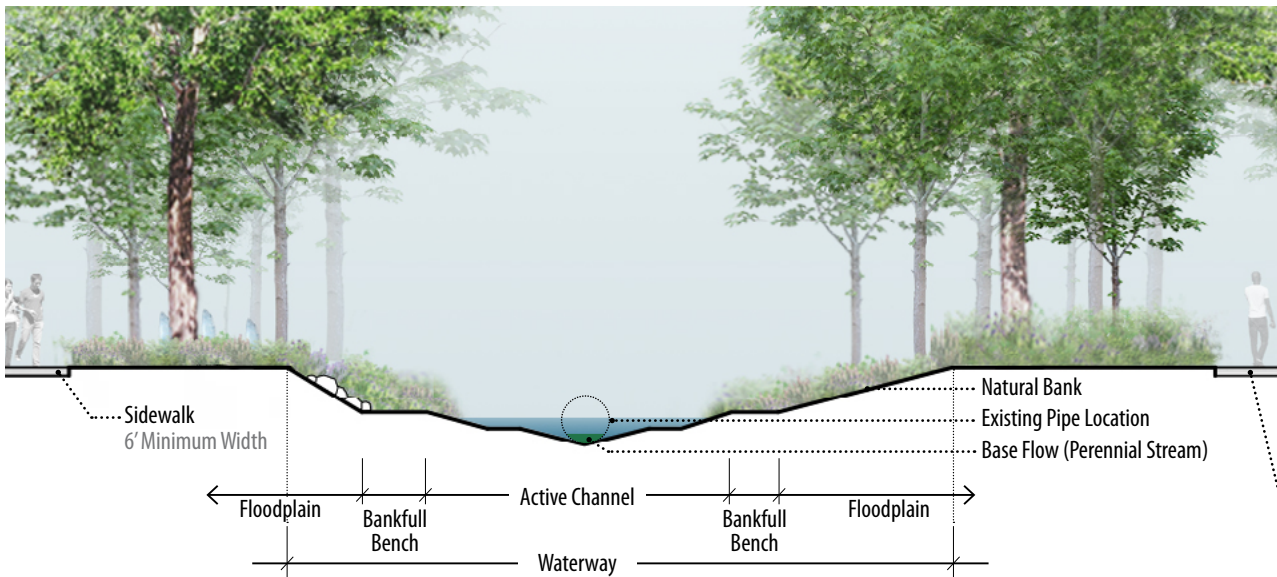 Sidewalk
6’ Minimum Width
Natural Bank
Existing Pipe Location
Base Flow (Perennial Stream)
Floodplain
Bankfull
Bench
Active Channel
Bankfull
Bench
Floodplain
Waterway